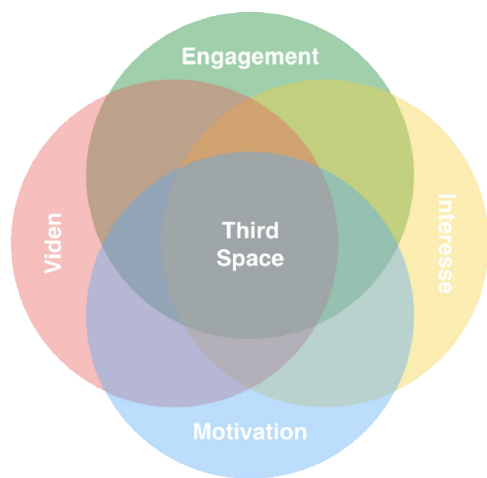 Engagement
Viden
Interesse
Third
Space
Motivation